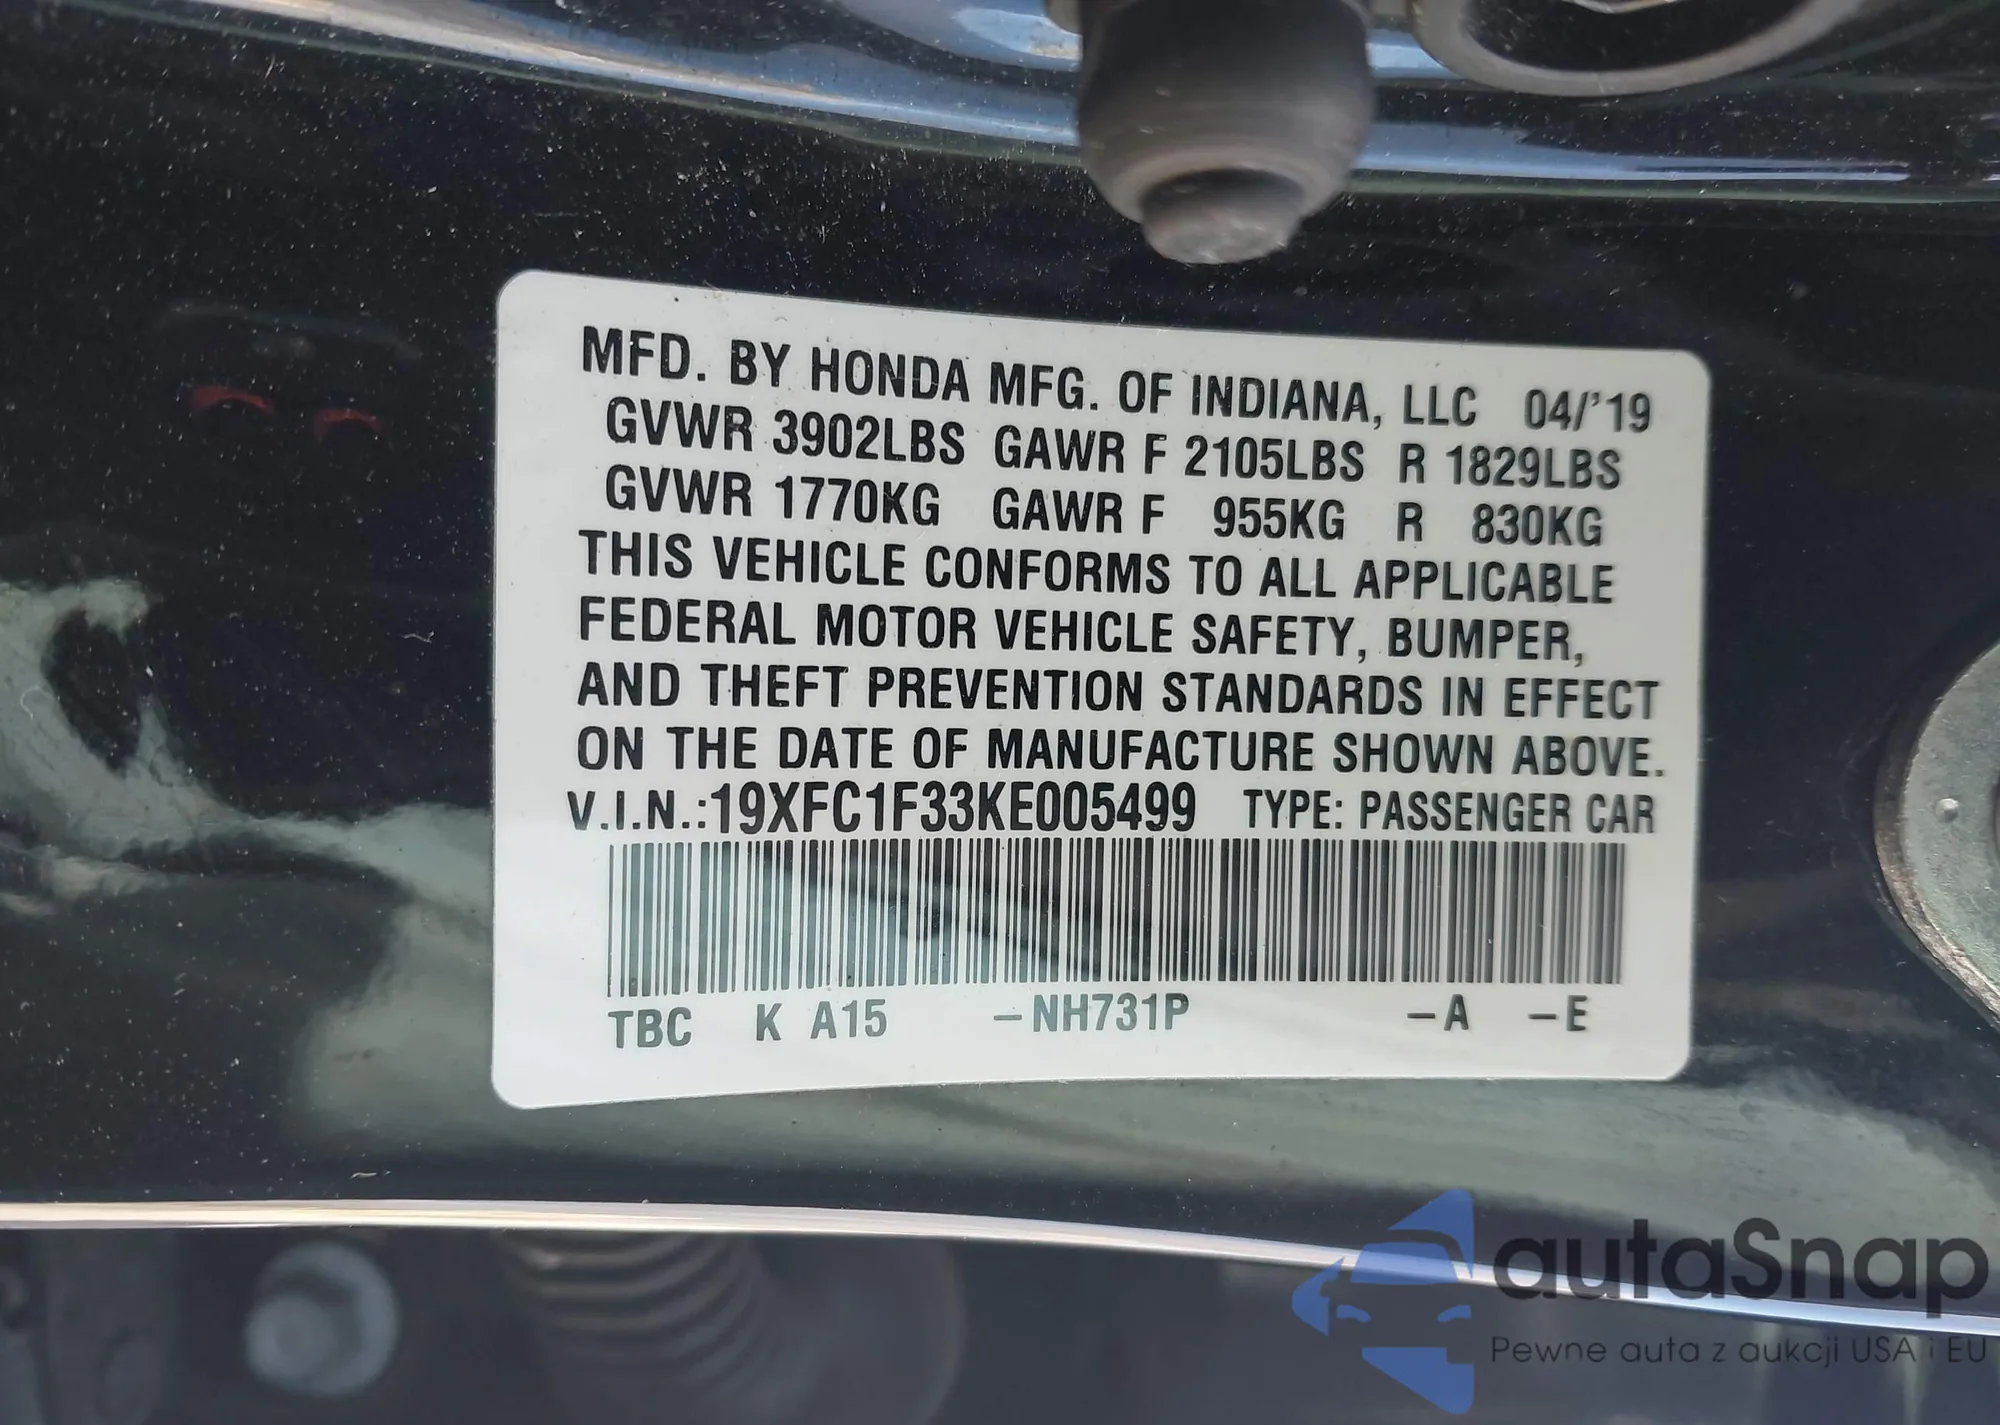 MFD. BY HONDA MFG. OF INDIANA, LLC 04/'19
GVWR 3902LBS GAWR F 2105LBS R 1829LBS
GVWR 1770KG GAWR F 955KG R 830KG
THIS VEHICLE CONFORMS TO ALL APPLICABLE
FEDERAL MOTOR VEHICLE SAFETY, BUMPER,
AND THEFT PREVENTION STANDARDS IN EFFECT
ON THE DATE OF MANUFACTURE SHOWN ABOVE.
V.I.N.:19XFC1F33KE005499 TYPE: PASSENGER CAR
TBC K A15 –NH731P –A –E
autaSnap
Pewne auta z aukcji USA i EU